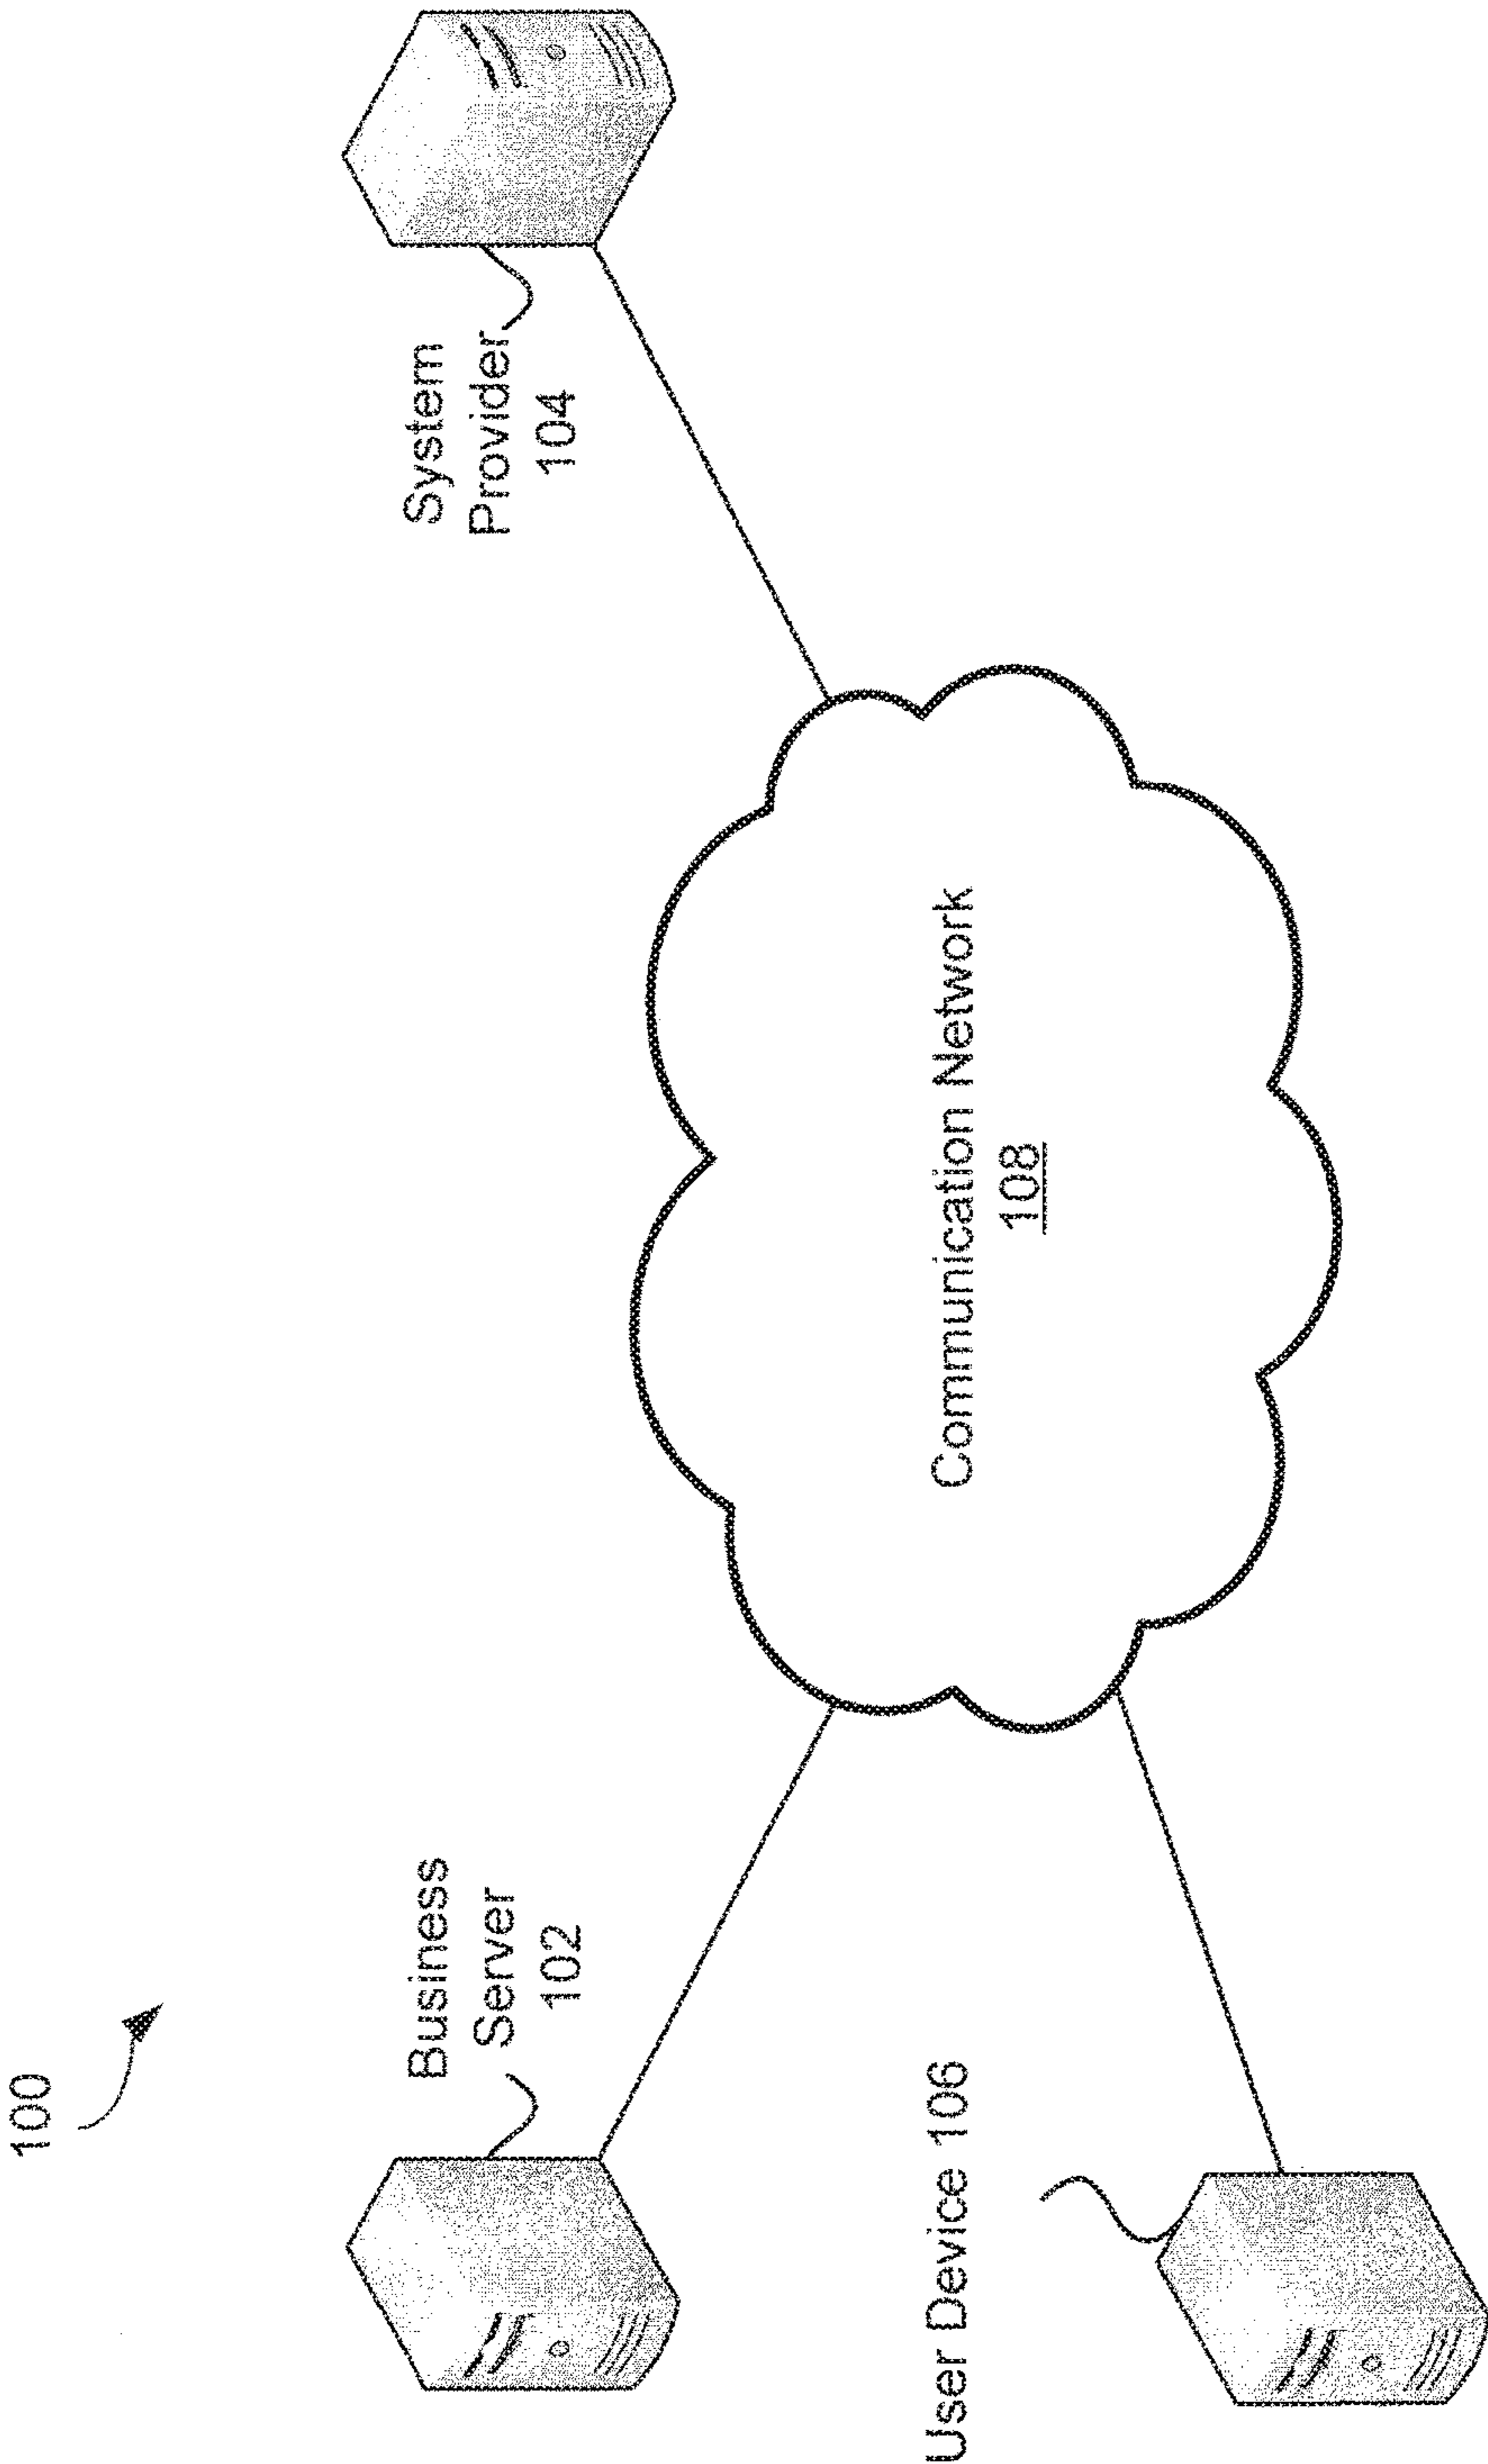 100
Business
Server
102
System
Provider
104
Communication Network
108
User Device 106